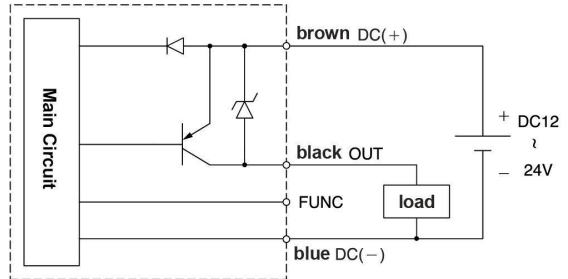 brown DC(+)
Main Circuit
+ DC12
~
- 24V
black OUT
FUNC
load
blue DC(-)